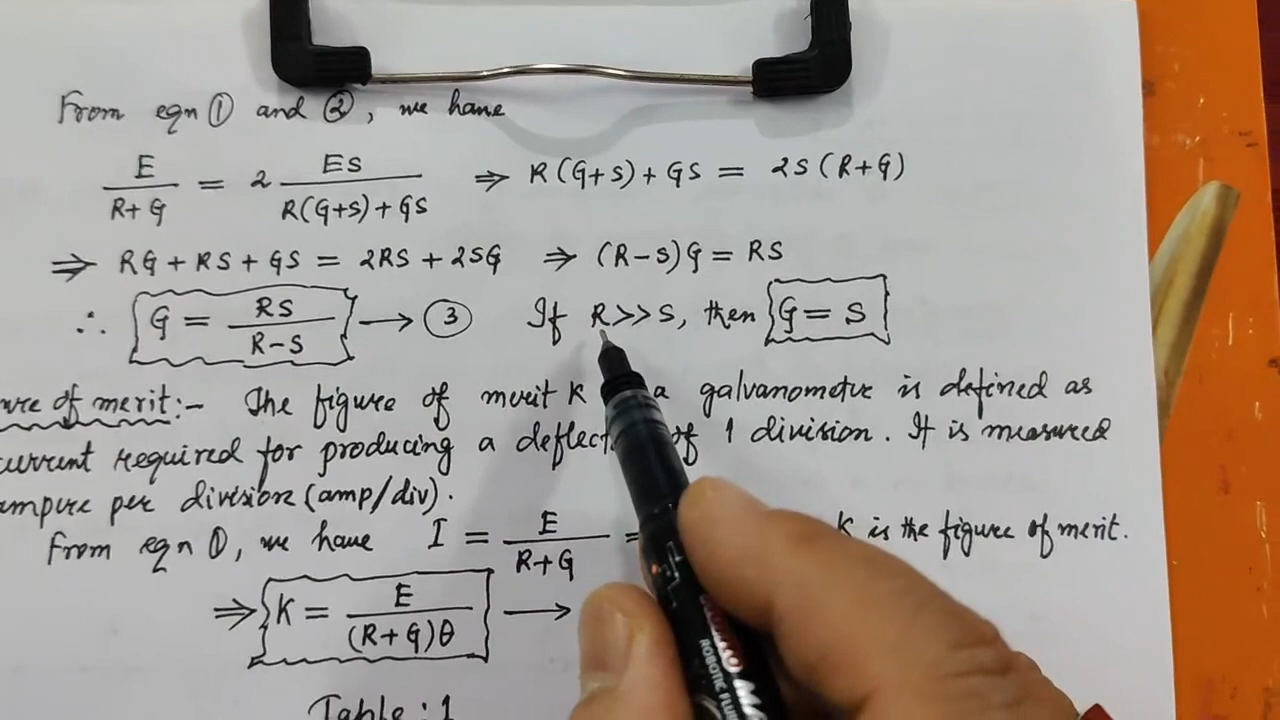 From eqn ① and ②, we have
E/(R+G) = 2 ES/(R(G+S)+GS) ⇒ R(G+S)+GS = 2S(R+G)
⇒ RG+RS+GS = 2RS+2SG ⇒ (R-S)G = RS
∴ G = RS/(R-S) → ③ If R>>S, then G = S
of merit:- The figure of merit K a galvanometer is defined as
current required for producing a of 1 division. It is measured
per division (amp/div).
From eqn ①, we have I = E/(R+G) = K is the figure of merit.
⇒ K = E/((R+G)θ) →
Table : 1
ROBOTIC